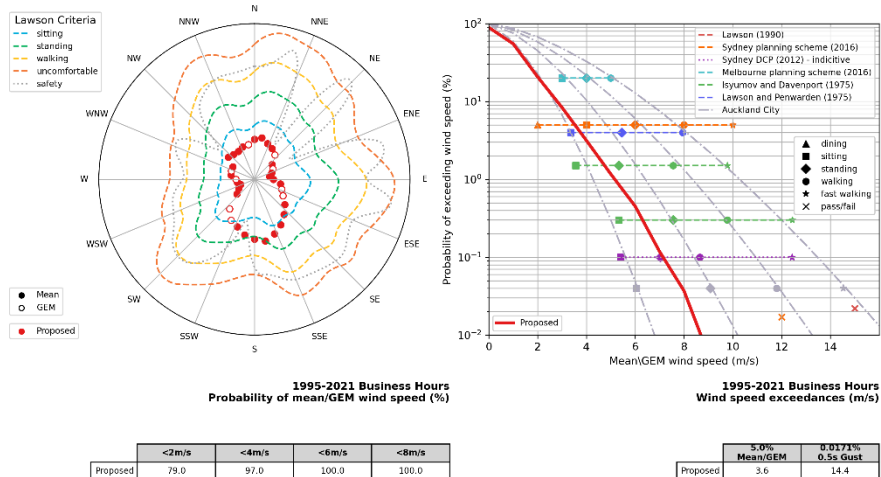 Lawson Criteria
sitting
standing
walking
uncomfortable
safety
N
NNE
NE
ENE
E
ESE
SE
SSE
S
SSW
SW
WSW
W
WNW
NW
NNW
Mean
GEM
Proposed
1995-2021 Business Hours
Probability of mean/GEM wind speed (%)
<2m/s <4m/s <6m/s <8m/s
Proposed 79.0 97.0 100.0 100.0
Probability of exceeding wind speed (%)
10²
10¹
10⁰
10⁻¹
10⁻²
Lawson (1990)
Sydney planning scheme (2016)
Sydney DCP (2012) - indicitive
Melbourne planning scheme (2016)
Isyumov and Davenport (1975)
Lawson and Penwarden (1975)
Auckland City
dining
sitting
standing
walking
fast walking
pass/fail
Proposed
0 2 4 6 8 10 12 14
Mean\GEM wind speed (m/s)
1995-2021 Business Hours
Wind speed exceedances (m/s)
5.0% 0.0171%
Mean/GEM 0.5s Gust
Proposed 3.6 14.4